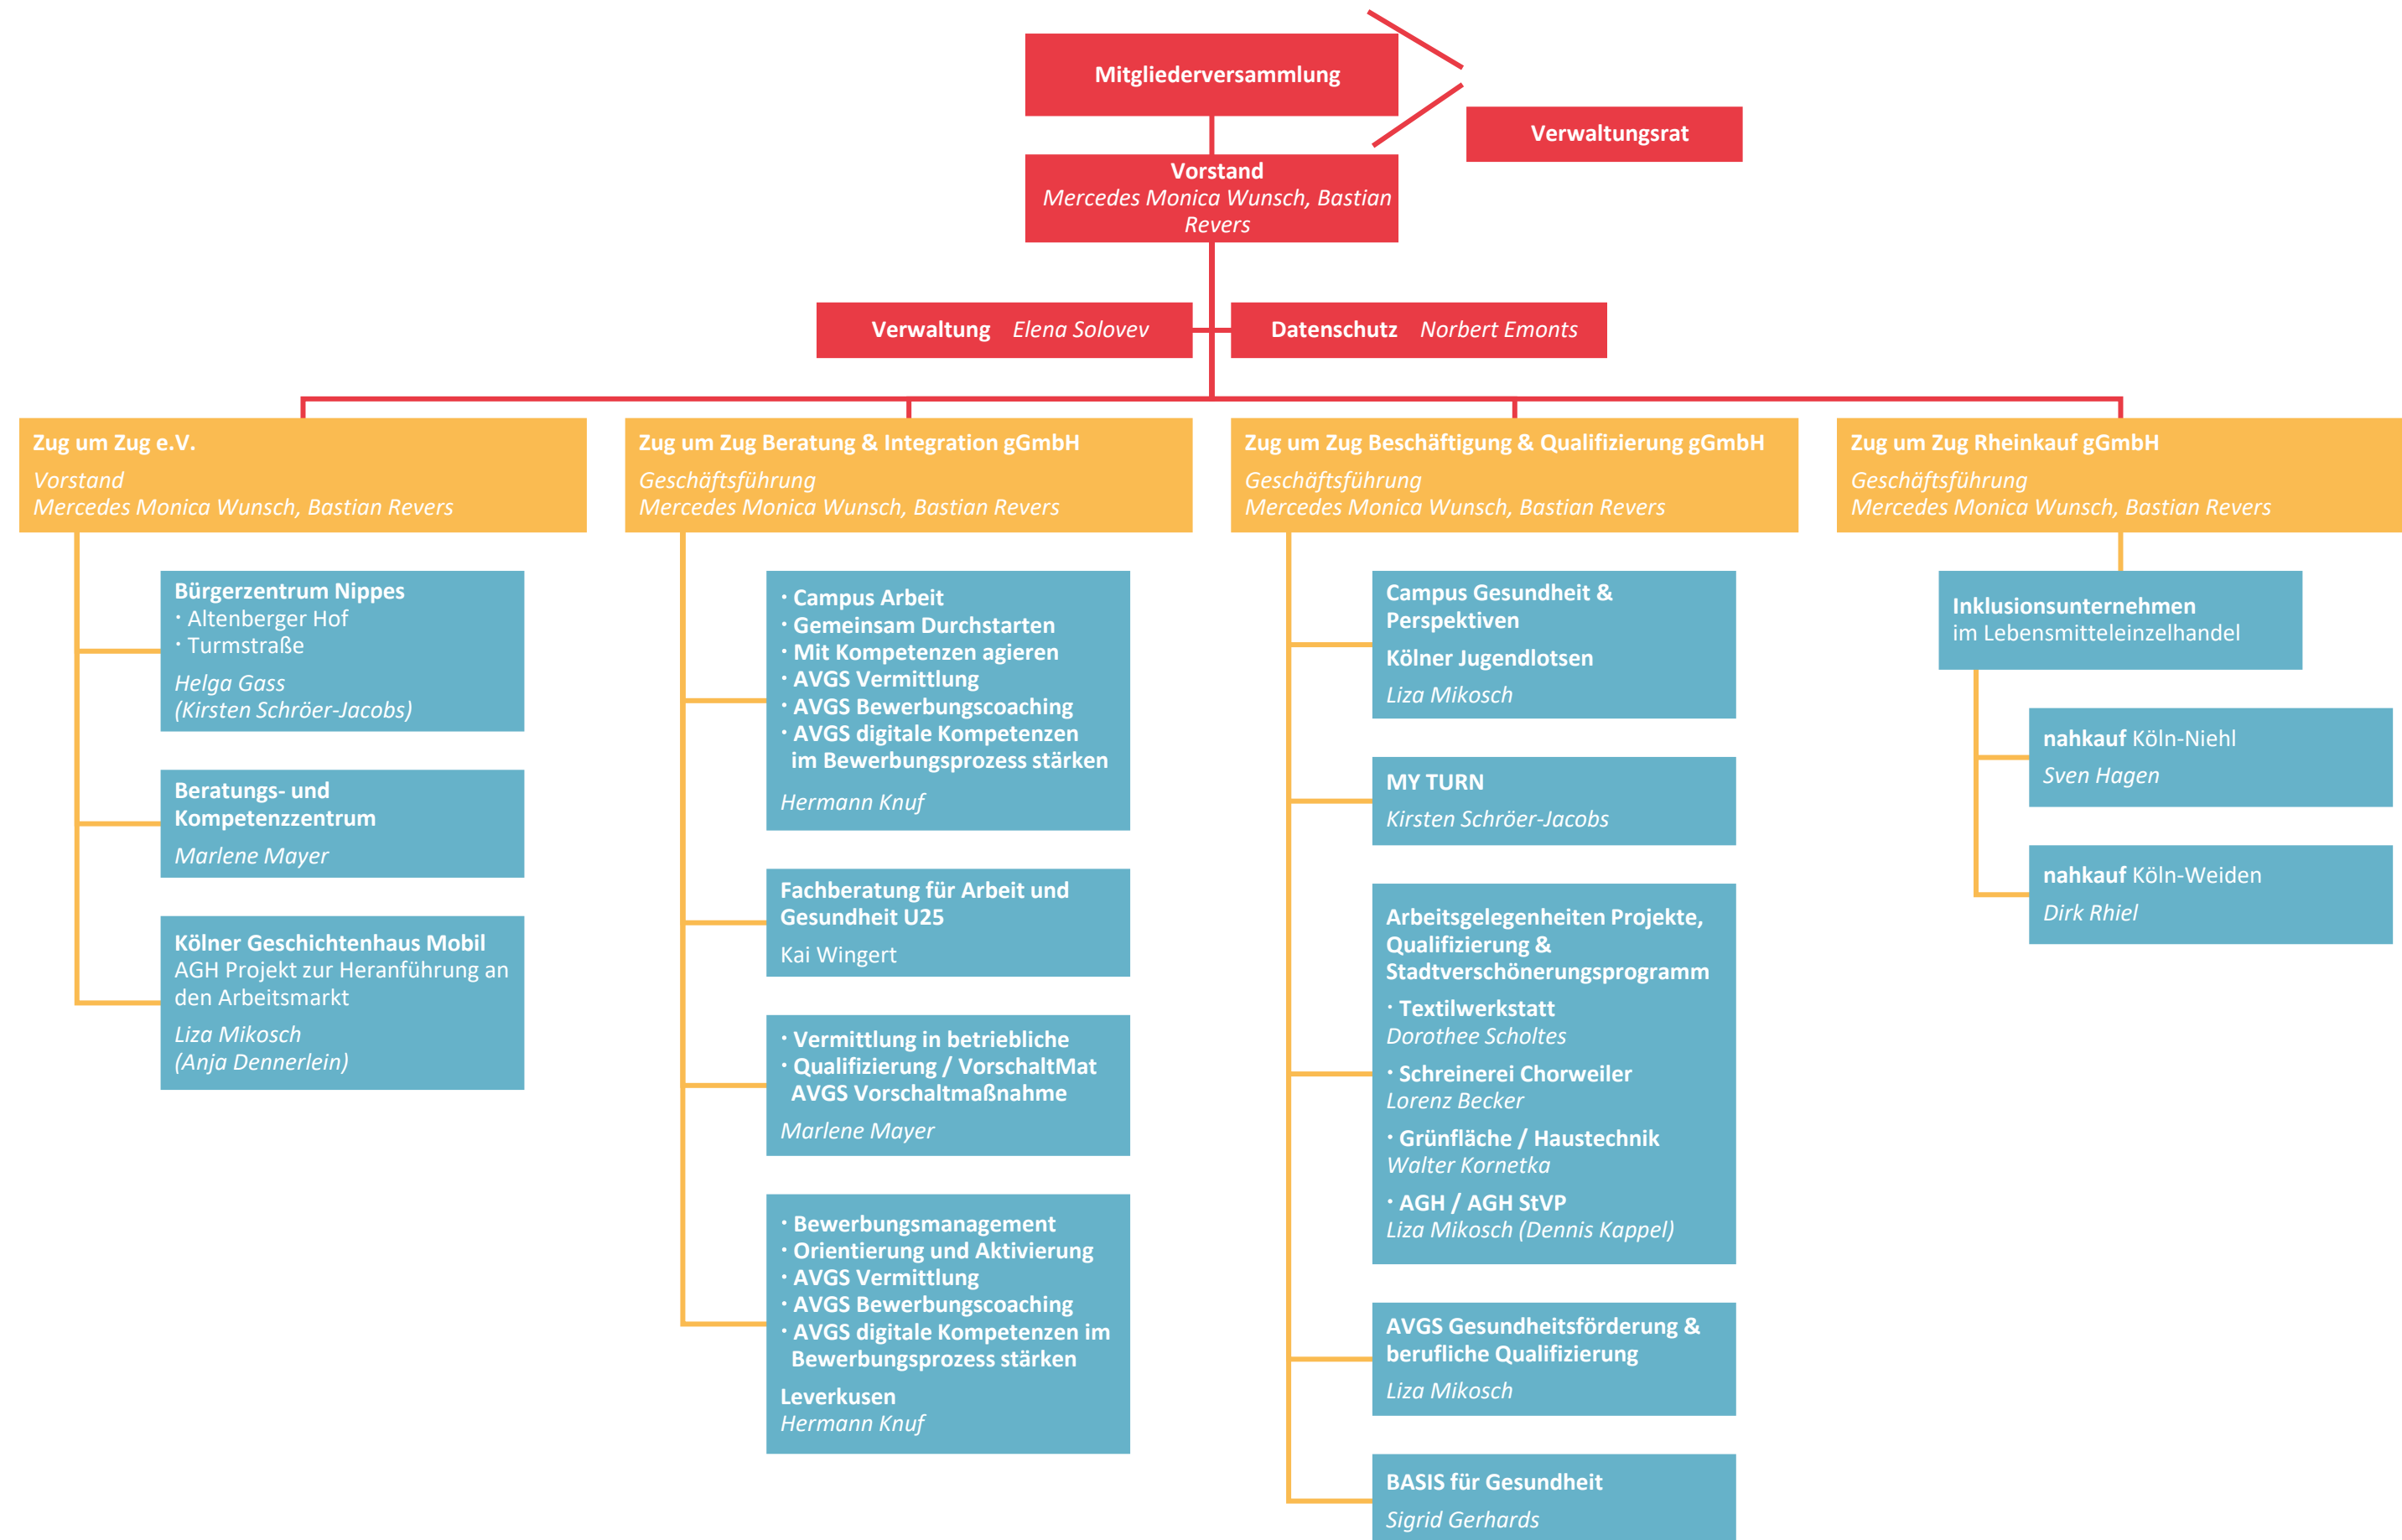 Mitgliederversammlung
Verwaltungsrat
Vorstand
Mercedes Monica Wunsch, Bastian
Revers
Verwaltung Elena Solovev
Datenschutz Norbert Emonts
Zug um Zug e.V.
Vorstand
Mercedes Monica Wunsch, Bastian Revers
Bürgerzentrum Nippes
· Altenberger Hof
· Turmstraße
Helga Gass
(Kirsten Schröer-Jacobs)
Beratungs- und
Kompetenzzentrum
Marlene Mayer
Kölner Geschichtenhaus Mobil
AGH Projekt zur Heranführung an
den Arbeitsmarkt
Liza Mikosch
(Anja Dennerlein)
Zug um Zug Beratung & Integration gGmbH
Geschäftsführung
Mercedes Monica Wunsch, Bastian Revers
· Campus Arbeit
· Gemeinsam Durchstarten
· Mit Kompetenzen agieren
· AVGS Vermittlung
· AVGS Bewerbungscoaching
· AVGS digitale Kompetenzen
im Bewerbungsprozess stärken
Hermann Knuf
Fachberatung für Arbeit und
Gesundheit U25
Kai Wingert
· Vermittlung in betriebliche
· Qualifizierung / VorschaltMat
AVGS Vorschaltmaßnahme
Marlene Mayer
· Bewerbungsmanagement
· Orientierung und Aktivierung
· AVGS Vermittlung
· AVGS Bewerbungscoaching
· AVGS digitale Kompetenzen im
Bewerbungsprozess stärken
Leverkusen
Hermann Knuf
Zug um Zug Beschäftigung & Qualifizierung gGmbH
Geschäftsführung
Mercedes Monica Wunsch, Bastian Revers
Campus Gesundheit &
Perspektiven
Kölner Jugendlotsen
Liza Mikosch
MY TURN
Kirsten Schröer-Jacobs
Arbeitsgelegenheiten Projekte,
Qualifizierung &
Stadtverschönerungsprogramm
· Textilwerkstatt
Dorothee Scholtes
· Schreinerei Chorweiler
Lorenz Becker
· Grünfläche / Haustechnik
Walter Kornetka
· AGH / AGH StVP
Liza Mikosch (Dennis Kappel)
AVGS Gesundheitsförderung &
berufliche Qualifizierung
Liza Mikosch
BASIS für Gesundheit
Sigrid Gerhards
Zug um Zug Rheinkauf gGmbH
Geschäftsführung
Mercedes Monica Wunsch, Bastian Revers
Inklusionsunternehmen
im Lebensmitteleinzelhandel
nahkauf Köln-Niehl
Sven Hagen
nahkauf Köln-Weiden
Dirk Rhiel